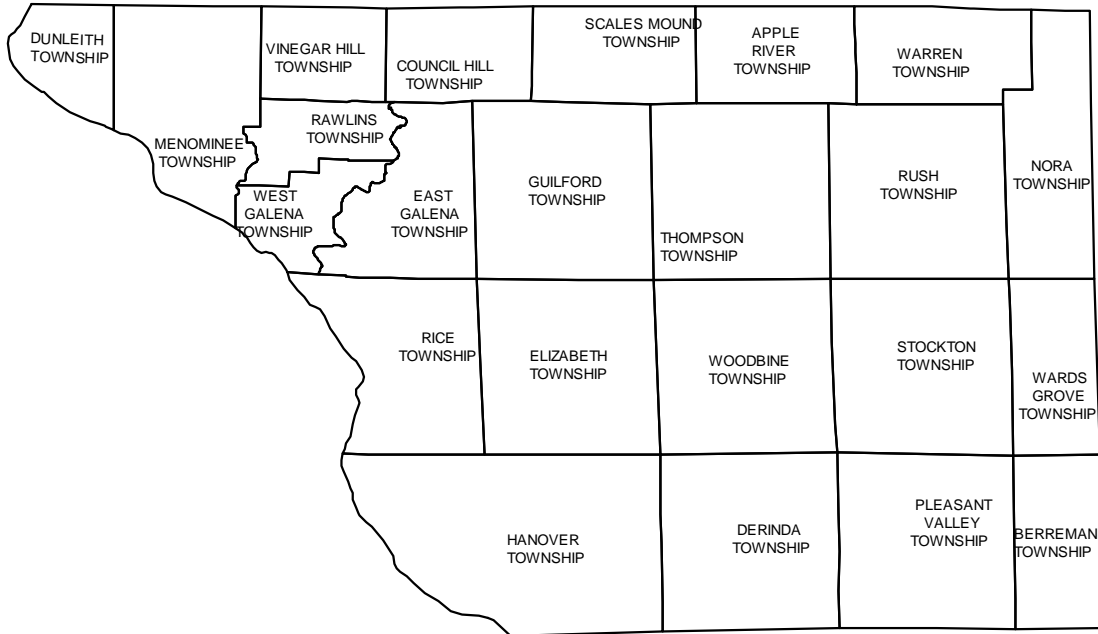 DUNLEITH
TOWNSHIP
VINEGAR HILL
TOWNSHIP
COUNCIL HILL
TOWNSHIP
SCALES MOUND
TOWNSHIP
APPLE
RIVER
TOWNSHIP
WARREN
TOWNSHIP
MENOMINEE
TOWNSHIP
RAWLINS
TOWNSHIP
WEST
GALENA
TOWNSHIP
EAST
GALENA
TOWNSHIP
GUILFORD
TOWNSHIP
THOMPSON
TOWNSHIP
RUSH
TOWNSHIP
NORA
TOWNSHIP
RICE
TOWNSHIP
ELIZABETH
TOWNSHIP
WOODBINE
TOWNSHIP
STOCKTON
TOWNSHIP
WARDS
GROVE
TOWNSHIP
HANOVER
TOWNSHIP
DERINDA
TOWNSHIP
PLEASANT
VALLEY
TOWNSHIP
BERREMAN
TOWNSHIP